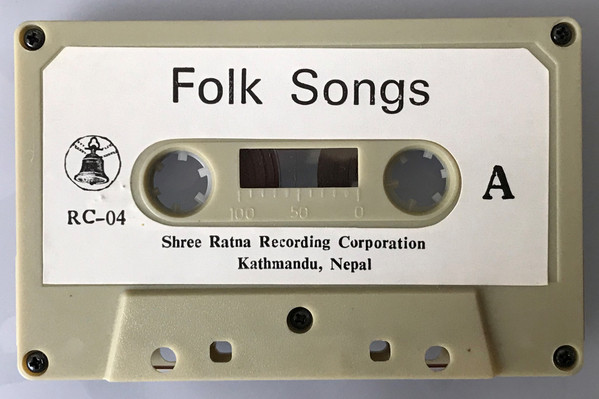 Folk Songs
RC-04
A
100 50 0
Shree Ratna Recording Corporation
Kathmandu, Nepal